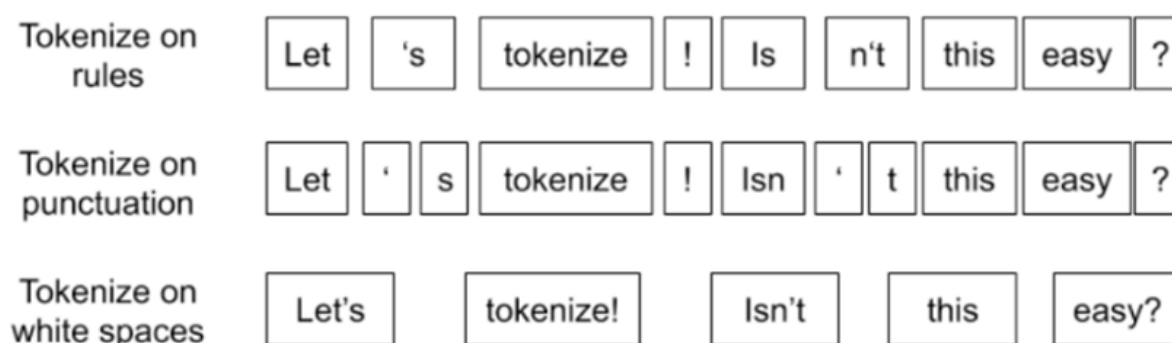 Tokenize on
rules
Let ‘s tokenize ! Is n‘t this easy ?
Tokenize on
punctuation
Let ‘ s tokenize ! Isn ‘ t this easy ?
Tokenize on
white spaces
Let’s tokenize! Isn’t this easy?